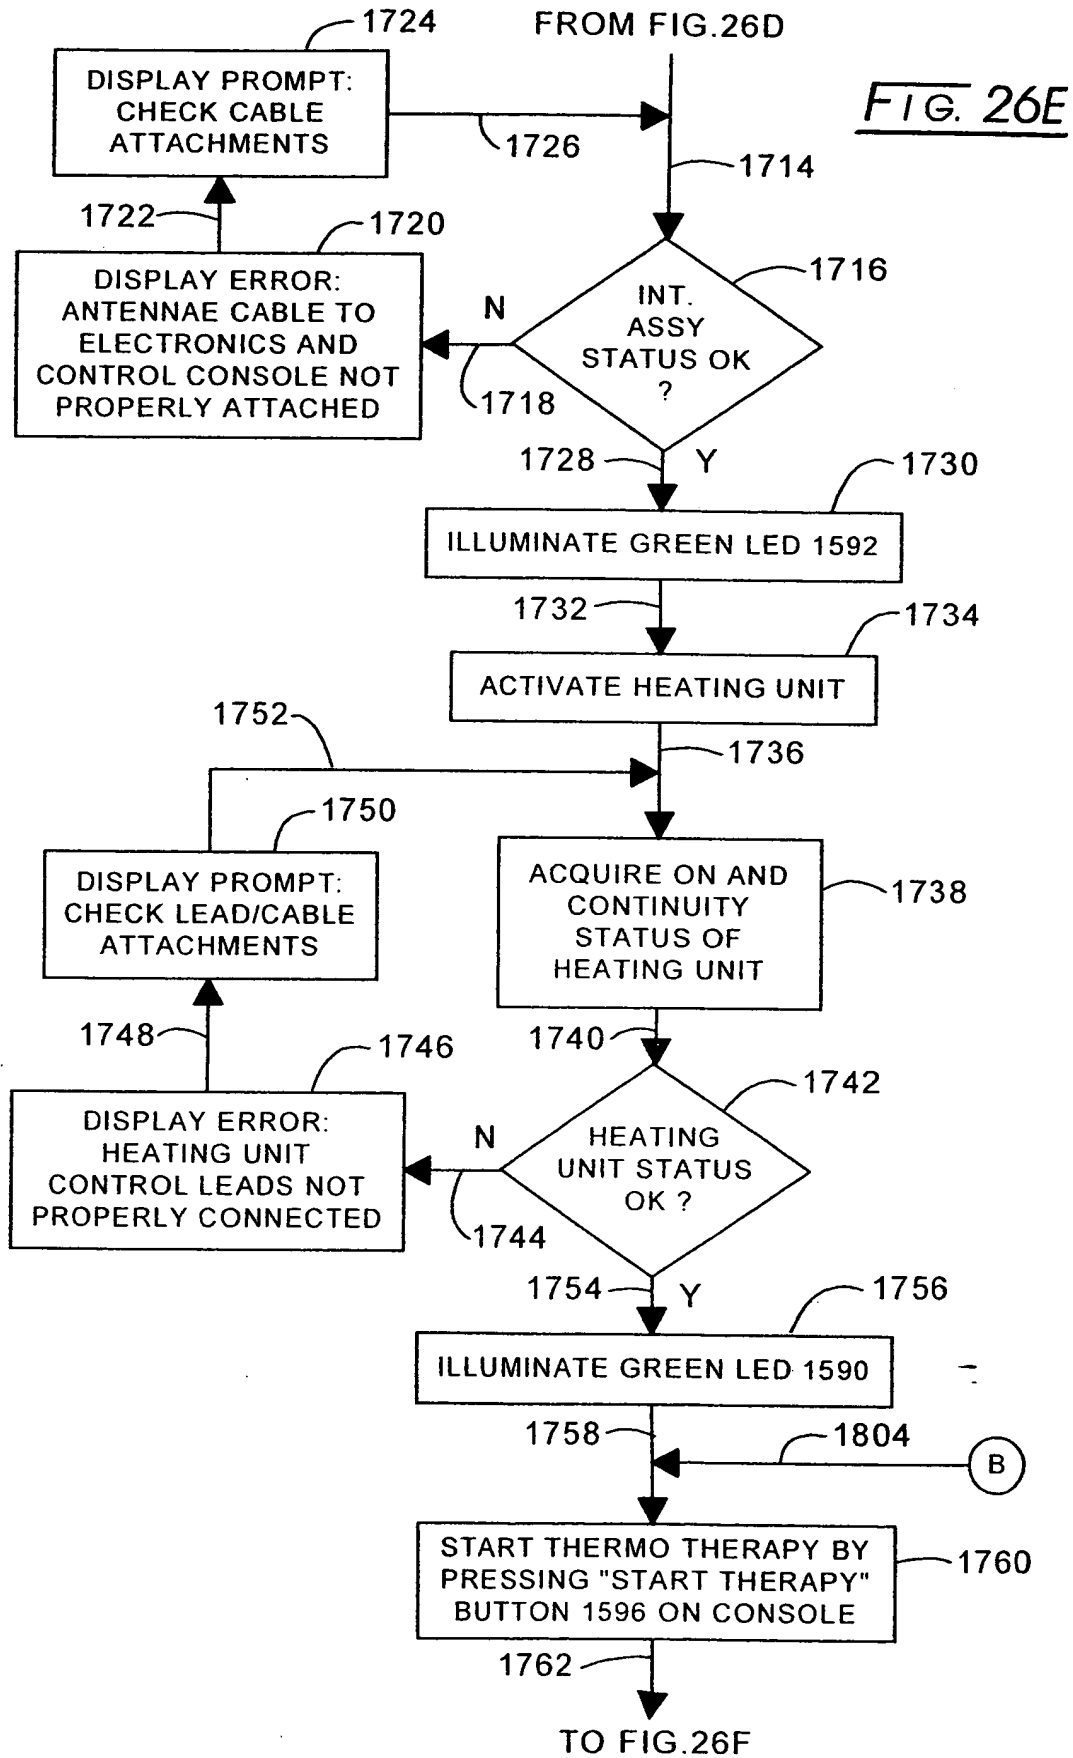 1724
FROM FIG.26D
FIG. 26E
DISPLAY PROMPT:
CHECK CABLE
ATTACHMENTS
1726
1714
1722
1720
DISPLAY ERROR:
ANTENNAE CABLE TO
ELECTRONICS AND
CONTROL CONSOLE NOT
PROPERLY ATTACHED
N
1718
1716
INT.
ASSY
STATUS OK
?
1728
Y
1730
ILLUMINATE GREEN LED 1592
1732
1734
ACTIVATE HEATING UNIT
1752
1736
1750
DISPLAY PROMPT:
CHECK LEAD/CABLE
ATTACHMENTS
ACQUIRE ON AND
CONTINUITY
STATUS OF
HEATING UNIT
1738
1748
1746
1740
1742
DISPLAY ERROR:
HEATING UNIT
CONTROL LEADS NOT
PROPERLY CONNECTED
N
1744
HEATING
UNIT STATUS
OK ?
1754
Y
1756
ILLUMINATE GREEN LED 1590
1758
1804
B
START THERMO THERAPY BY
PRESSING "START THERAPY"
BUTTON 1596 ON CONSOLE
1760
1762
TO FIG.26F